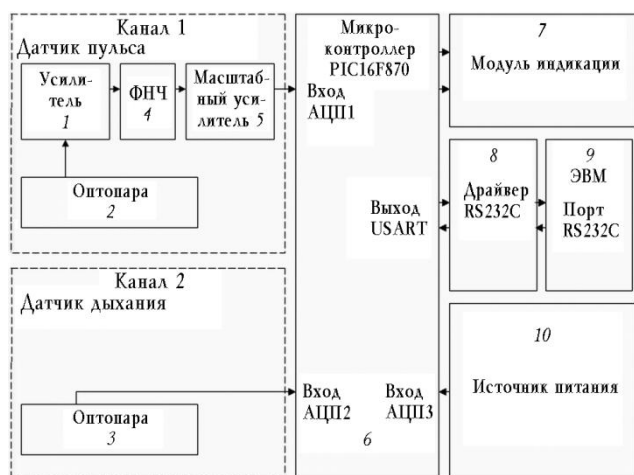 Канал 1
Датчик пульса
Усили-
тель
1
ФНЧ
4
Масштаб-
ный уси-
литель 5
Оптопара
2
Канал 2
Датчик дыхания
Оптопара
3
Микро-
контроллер
PIC16F870
Вход
АЦП1
Выход
USART
Вход
АЦП2
Вход
АЦП3
6
7
Модуль индикации
8
Драйвер
RS232C
9
ЭВМ
Порт
RS232C
10
Источник питания